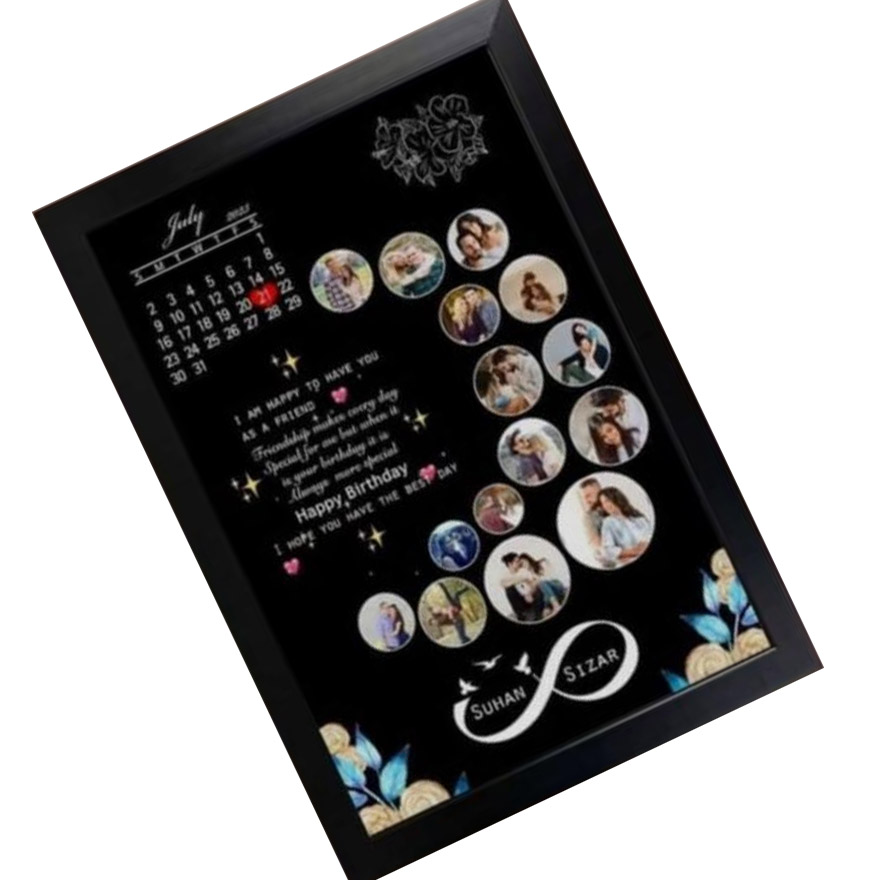 July 2023
S M T W T F S
1
2 3 4 5 6 7 8
9 10 11 12 13 14 15
16 17 18 19 20 21 22
23 24 25 26 27 28 29
30 31
I AM HAPPY TO HAVE YOU
AS A FRIEND
Friendship makes every day
Special for me but when it
is your birthday it is
Always more special
Happy Birthday
I HOPE YOU HAVE THE BEST DAY
SUHAN SIZAR